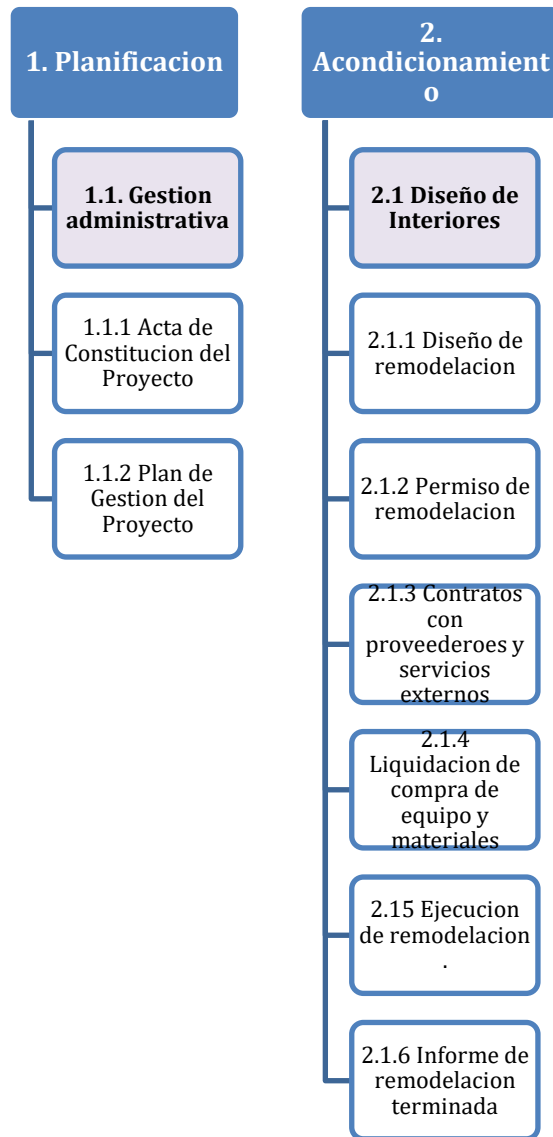 1. Planificacion
1.1. Gestion
administrativa
1.1.1 Acta de
Constitucion del
Proyecto
1.1.2 Plan de
Gestion del
Proyecto
2.
Acondicionamient
o
2.1 Diseño de
Interiores
2.1.1 Diseño de
remodelacion
2.1.2 Permiso de
remodelacion
2.1.3 Contratos
con
proveederoes y
servicios
externos
2.1.4
Liquidacion de
compra de
equipo y
materiales
2.15 Ejecucion
de remodelacion
.
2.1.6 Informe de
remodelacion
terminada